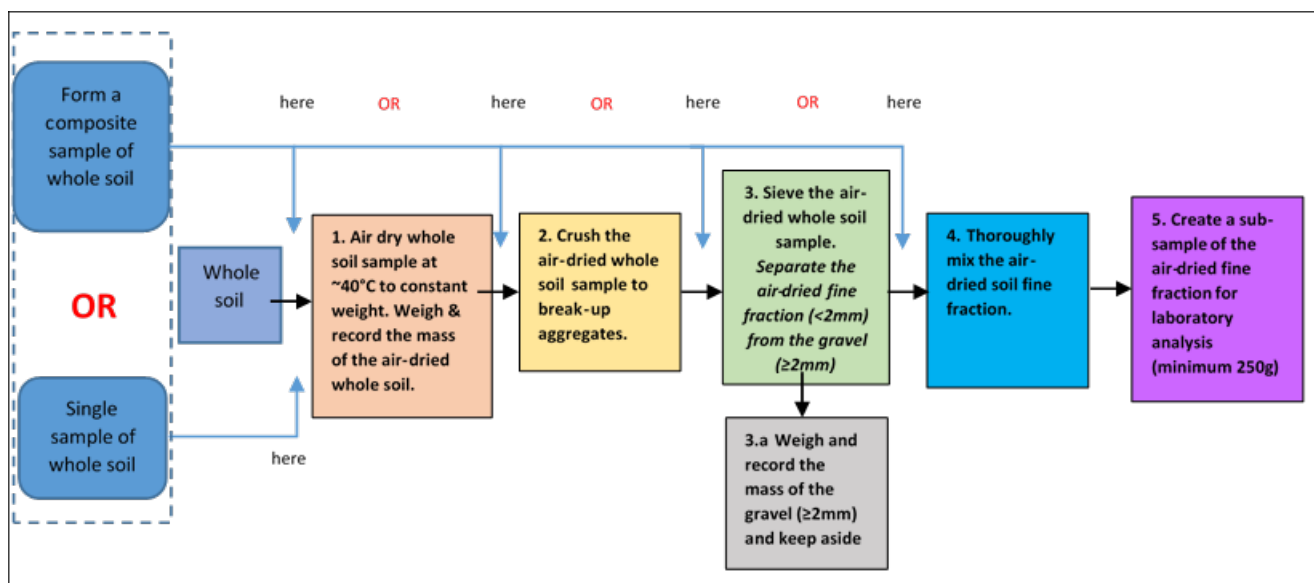 Form a
composite
sample of
whole soil
OR
Single
sample of
whole soil
here OR here OR here OR here
Whole
soil
here
1. Air dry whole
soil sample at
~40°C to constant
weight. Weigh &
record the mass
of the air-dried
whole soil.
2. Crush the
air-dried whole
soil sample to
break-up
aggregates.
3. Sieve the air-
dried whole soil
sample.
Separate the
air-dried fine
fraction (<2mm)
from the gravel
(≥2mm)
3.a Weigh and
record the
mass of the
gravel (≥2mm)
and keep aside
4. Thoroughly
mix the air-
dried soil fine
fraction.
5. Create a sub-
sample of the
air-dried fine
fraction for
laboratory
analysis
(minimum 250g)